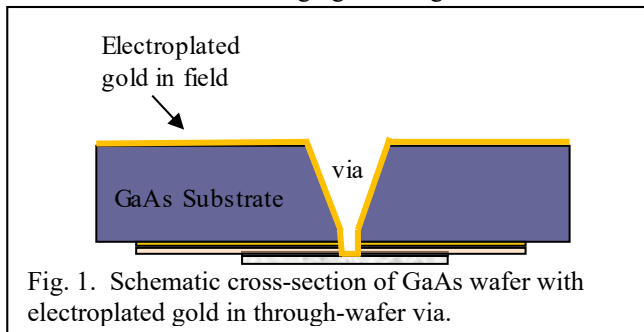 Electroplated
gold in field
via
GaAs Substrate
Fig. 1.  Schematic cross-section of GaAs wafer with
electroplated gold in through-wafer via.